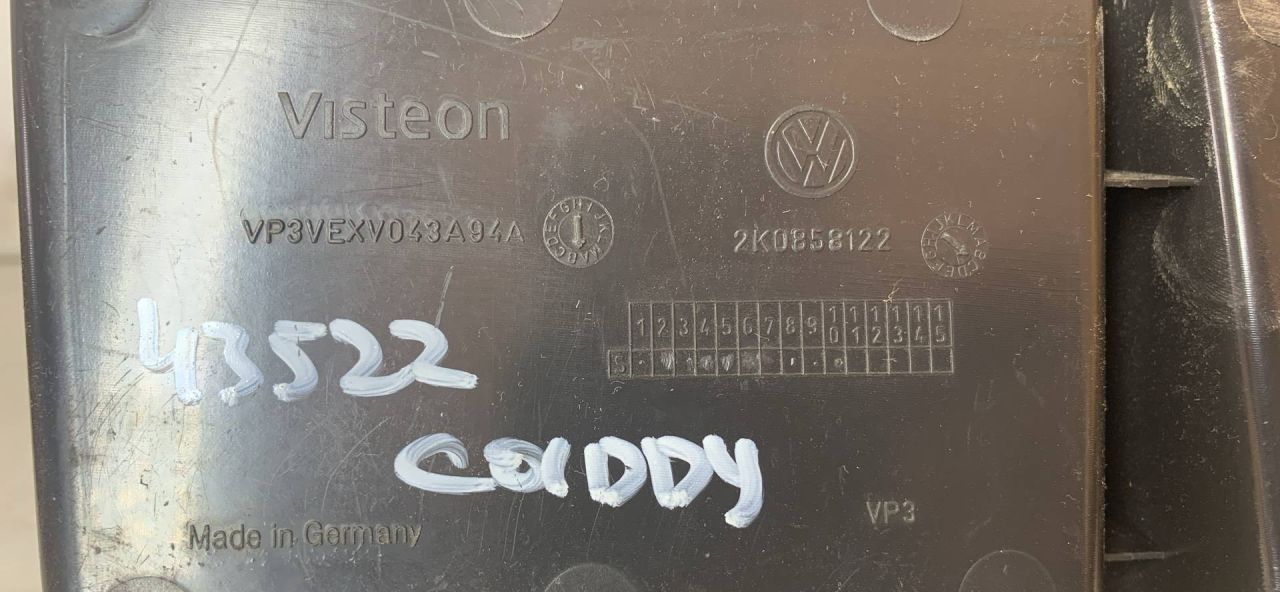 Visteon
VW
VP3VEXV043A94A
2K0858122
1 2 3 4 5 6 7 8 9 10 11 12 13 14 15
S
43522
CaDDY
VP3
Made in Germany